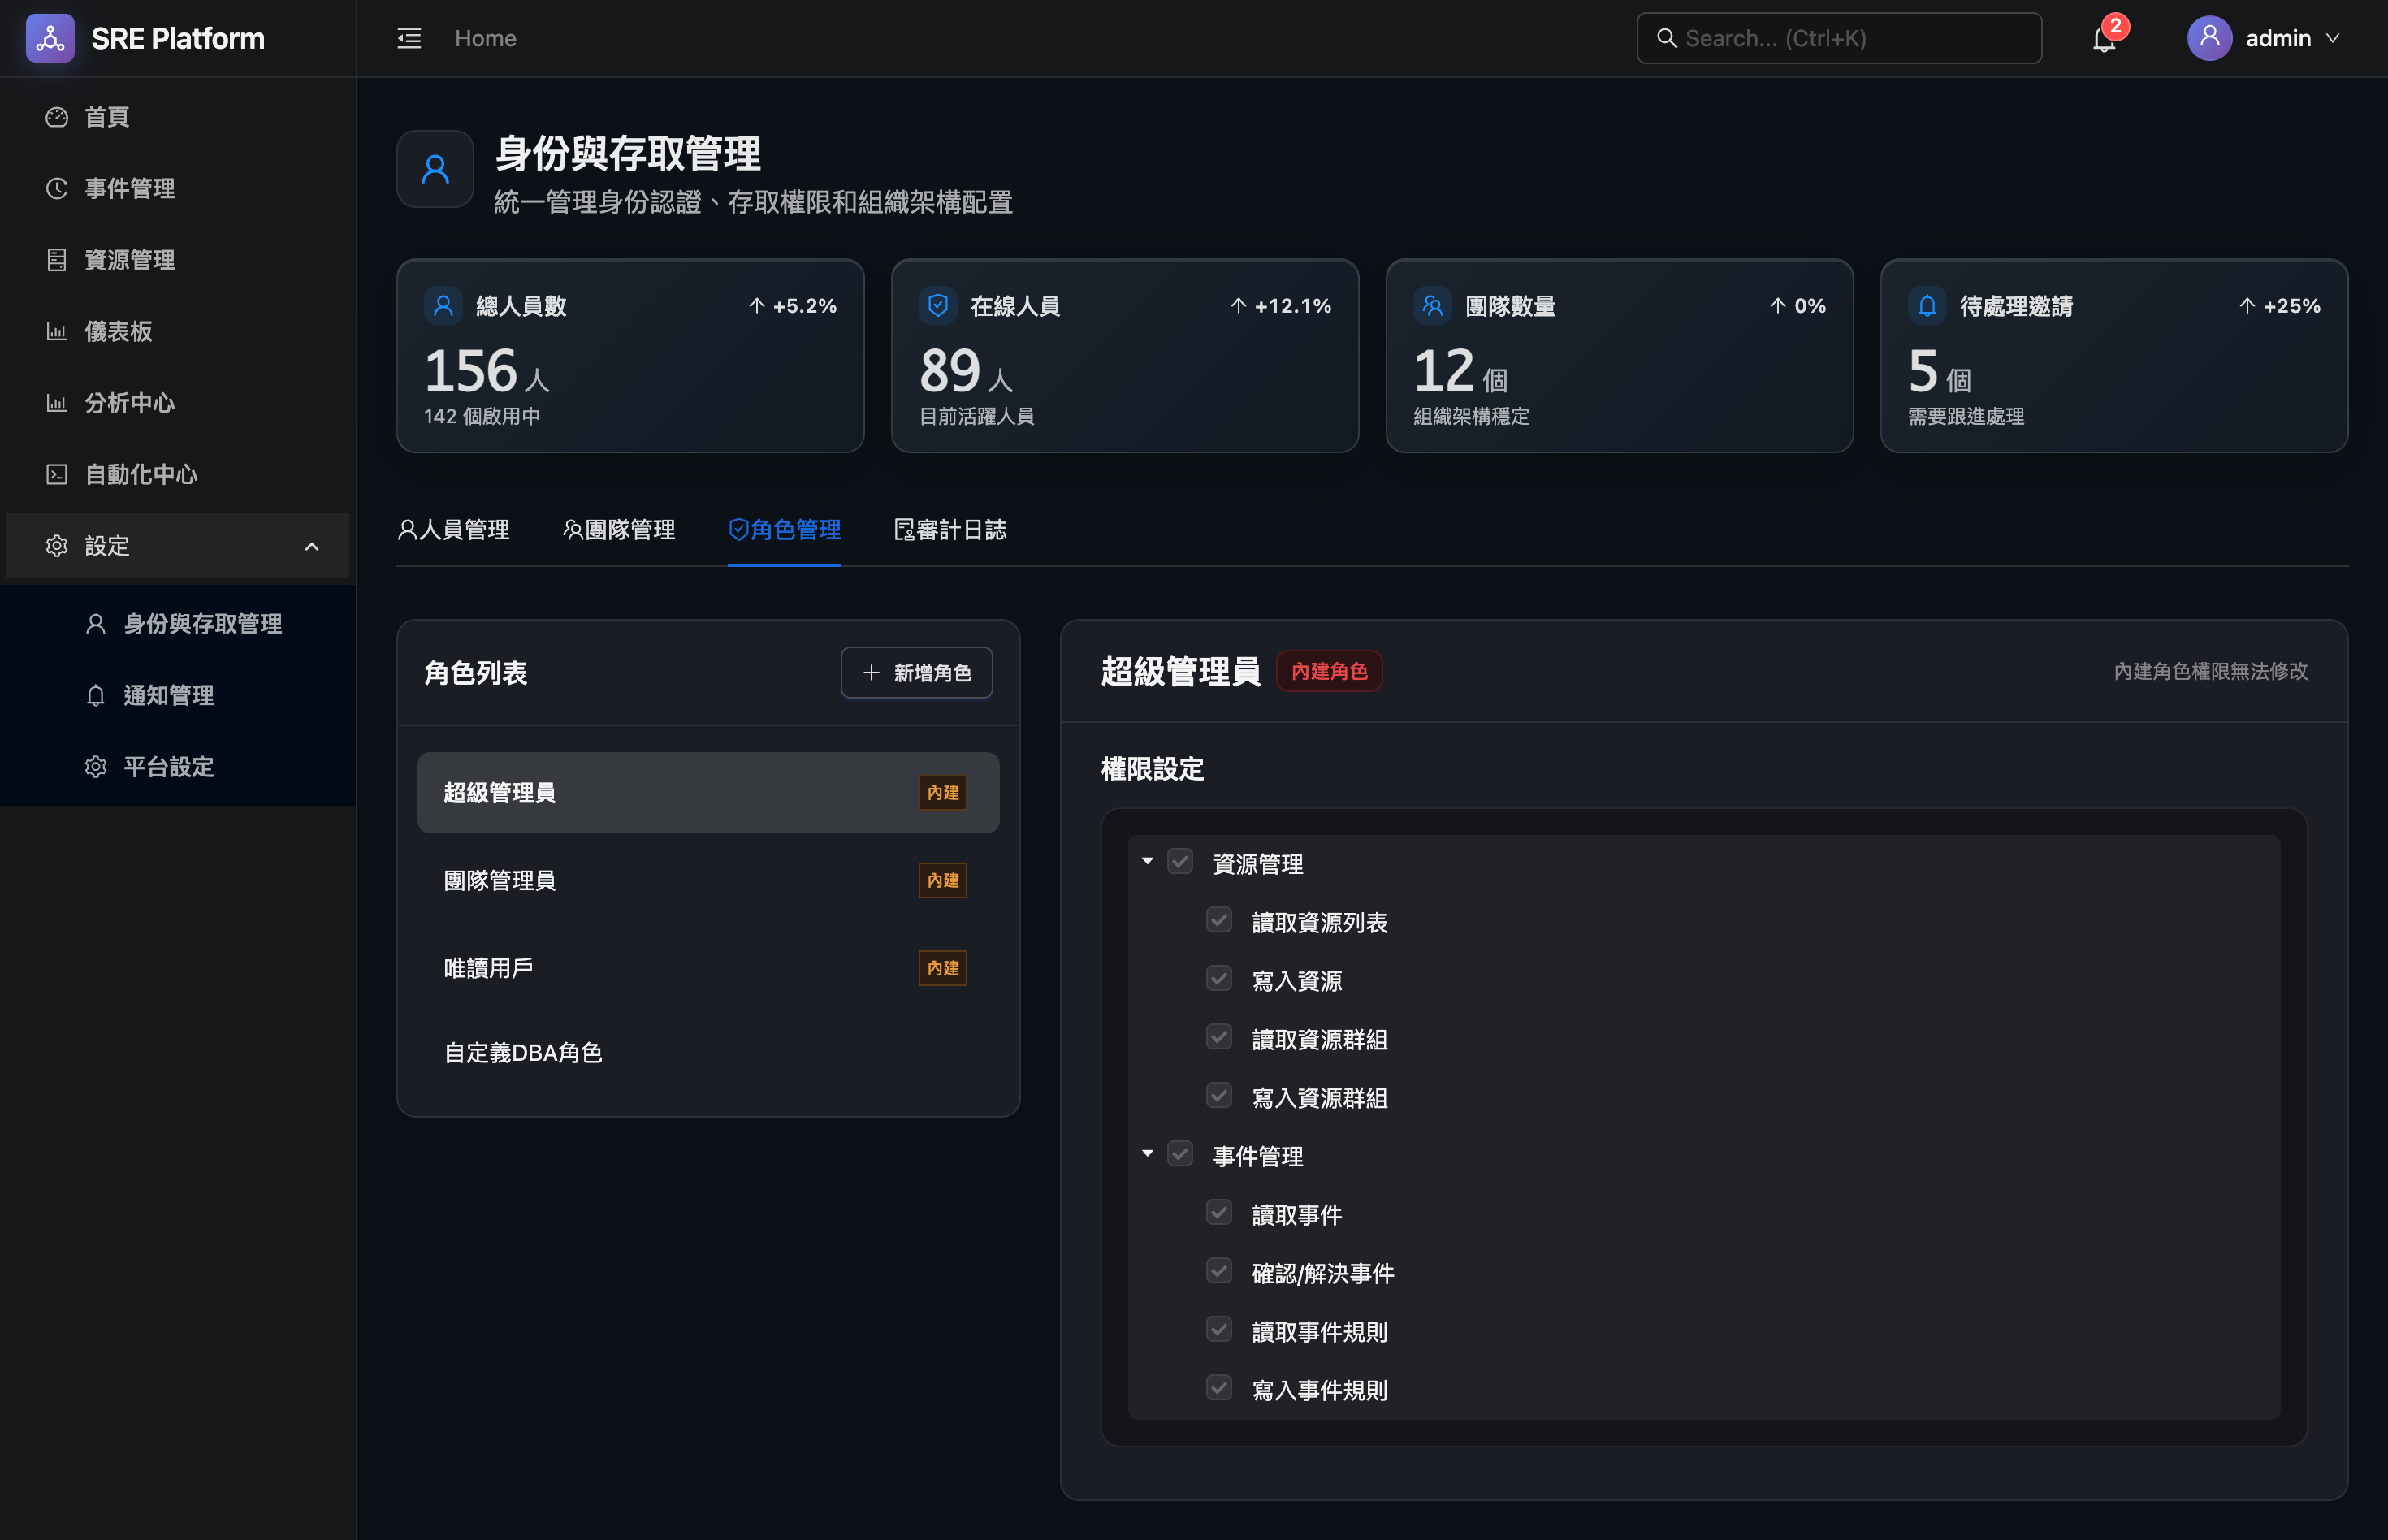 SRE Platform
Home
Search... (Ctrl+K)
2
admin
首頁
事件管理
資源管理
儀表板
分析中心
自動化中心
設定
身份與存取管理
通知管理
平台設定
身份與存取管理
統一管理身份認證、存取權限和組織架構配置
總人員數
+5.2%
156 人
142 個啟用中
在線人員
+12.1%
89 人
目前活躍人員
團隊數量
0%
12 個
組織架構穩定
待處理邀請
+25%
5 個
需要跟進處理
人員管理
團隊管理
角色管理
審計日誌
角色列表
新增角色
超級管理員
內建
團隊管理員
內建
唯讀用戶
內建
自定義DBA角色
超級管理員
內建角色
內建角色權限無法修改
權限設定
資源管理
讀取資源列表
寫入資源
讀取資源群組
寫入資源群組
事件管理
讀取事件
確認/解決事件
讀取事件規則
寫入事件規則